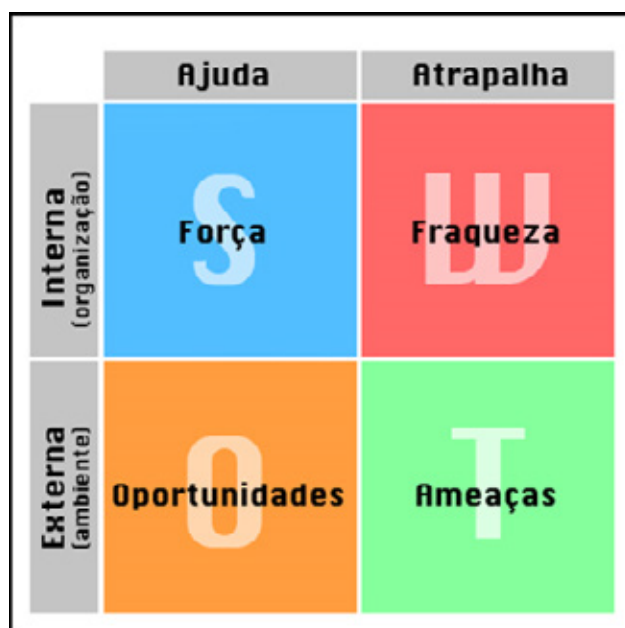 Ajuda
Atrapalha
Interna
(organização)
S
Força
W
Fraqueza
Externa
(ambiente)
O
Oportunidades
T
Ameaças